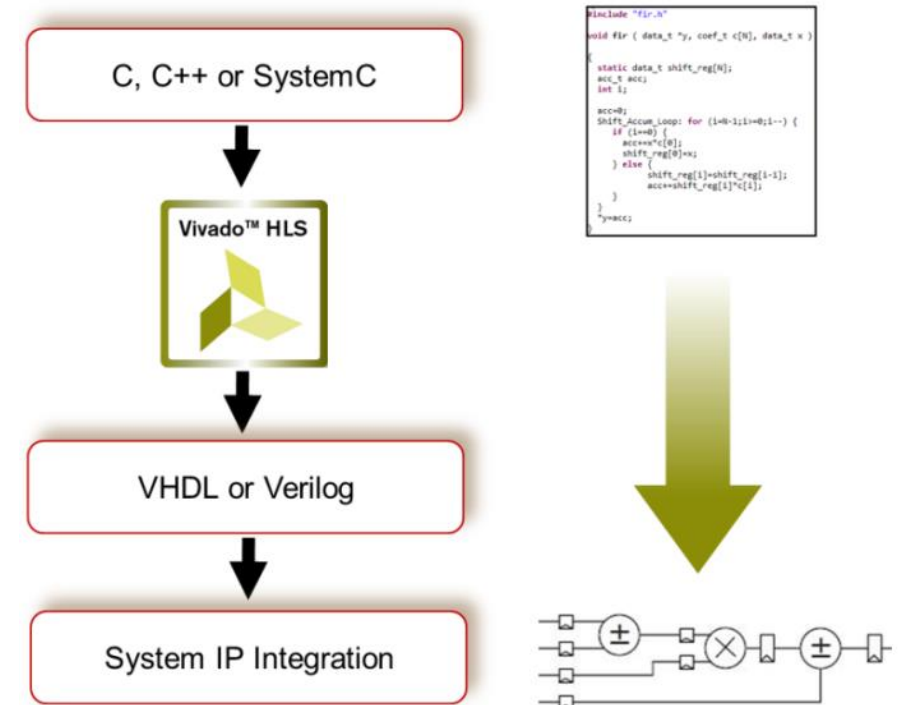 C, C++ or SystemC
Vivado™ HLS
VHDL or Verilog
System IP Integration
#include "fir.h"
void fir ( data_t *y, coef_t c[N], data_t x )
{
static data_t shift_reg[N];
acc_t acc;
int i;
acc=0;
Shift_Accum_Loop: for (i=N-1;i>=0;i--) {
if (i==0) {
acc+=x*c[0];
shift_reg[0]=x;
} else {
shift_reg[i]=shift_reg[i-i];
acc+=shift_reg[i]*c[i];
}
}
*y=acc;
}
±
×
±